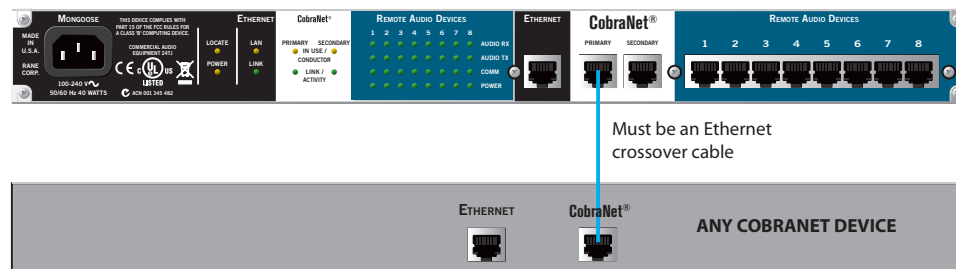 MONGOOSE
MADE
IN
U.S.A.
RANE
CORP.
100-240 V
50/60 Hz 40 WATTS
THIS DEVICE COMPLIES WITH
PART 15 OF THE FCC RULES FOR
A CLASS 'B' COMPUTING DEVICE.
COMMERCIAL AUDIO
EQUIPMENT 24TJ
CE C UL US
LISTED
ACN 001 345 482
ETHERNET
LOCATE LAN
POWER LINK
CobraNet®
PRIMARY SECONDARY
IN USE /
CONDUCTOR
LINK /
ACTIVITY
REMOTE AUDIO DEVICES
1 2 3 4 5 6 7 8
AUDIO RX
AUDIO TX
COMM
POWER
ETHERNET
CobraNet®
PRIMARY SECONDARY
REMOTE AUDIO DEVICES
1 2 3 4 5 6 7 8
Must be an Ethernet
crossover cable
ETHERNET
CobraNet®
ANY COBRANET DEVICE